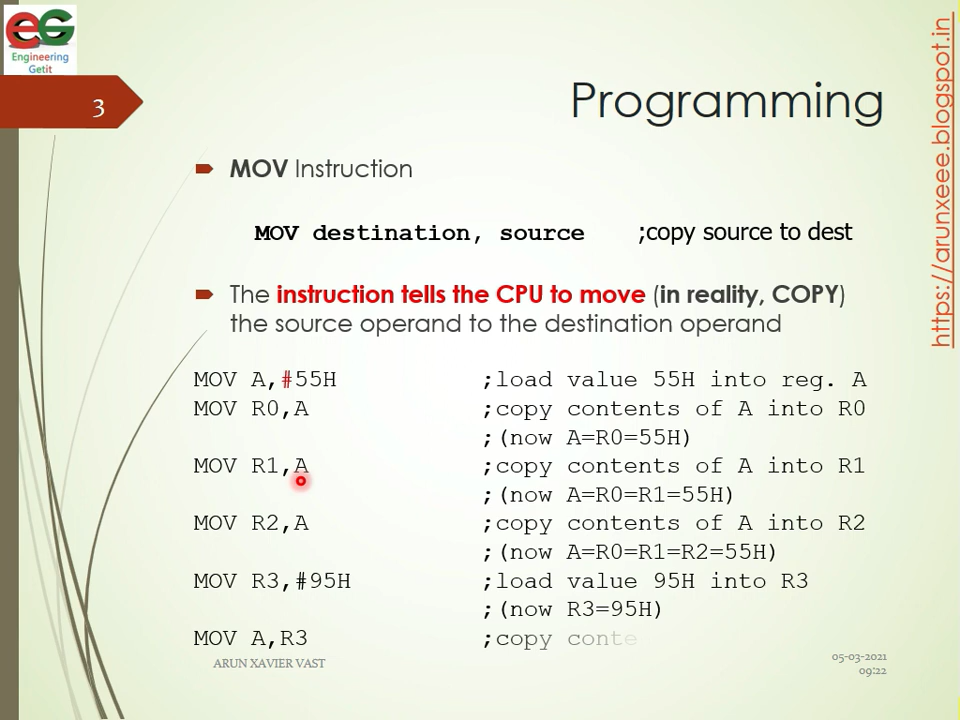 eG
Engineering
Getit
3
Programming
https://arunxeee.blogspot.in
MOV Instruction
MOV destination, source ;copy source to dest
The instruction tells the CPU to move (in reality, COPY)
the source operand to the destination operand
MOV A,#55H ;load value 55H into reg. A
MOV R0,A ;copy contents of A into R0
;(now A=R0=55H)
MOV R1,A ;copy contents of A into R1
;(now A=R0=R1=55H)
MOV R2,A ;copy contents of A into R2
;(now A=R0=R1=R2=55H)
MOV R3,#95H ;load value 95H into R3
;(now R3=95H)
MOV A,R3 ;copy conte
ARUN XAVIER VAST
05-03-2021
09:22